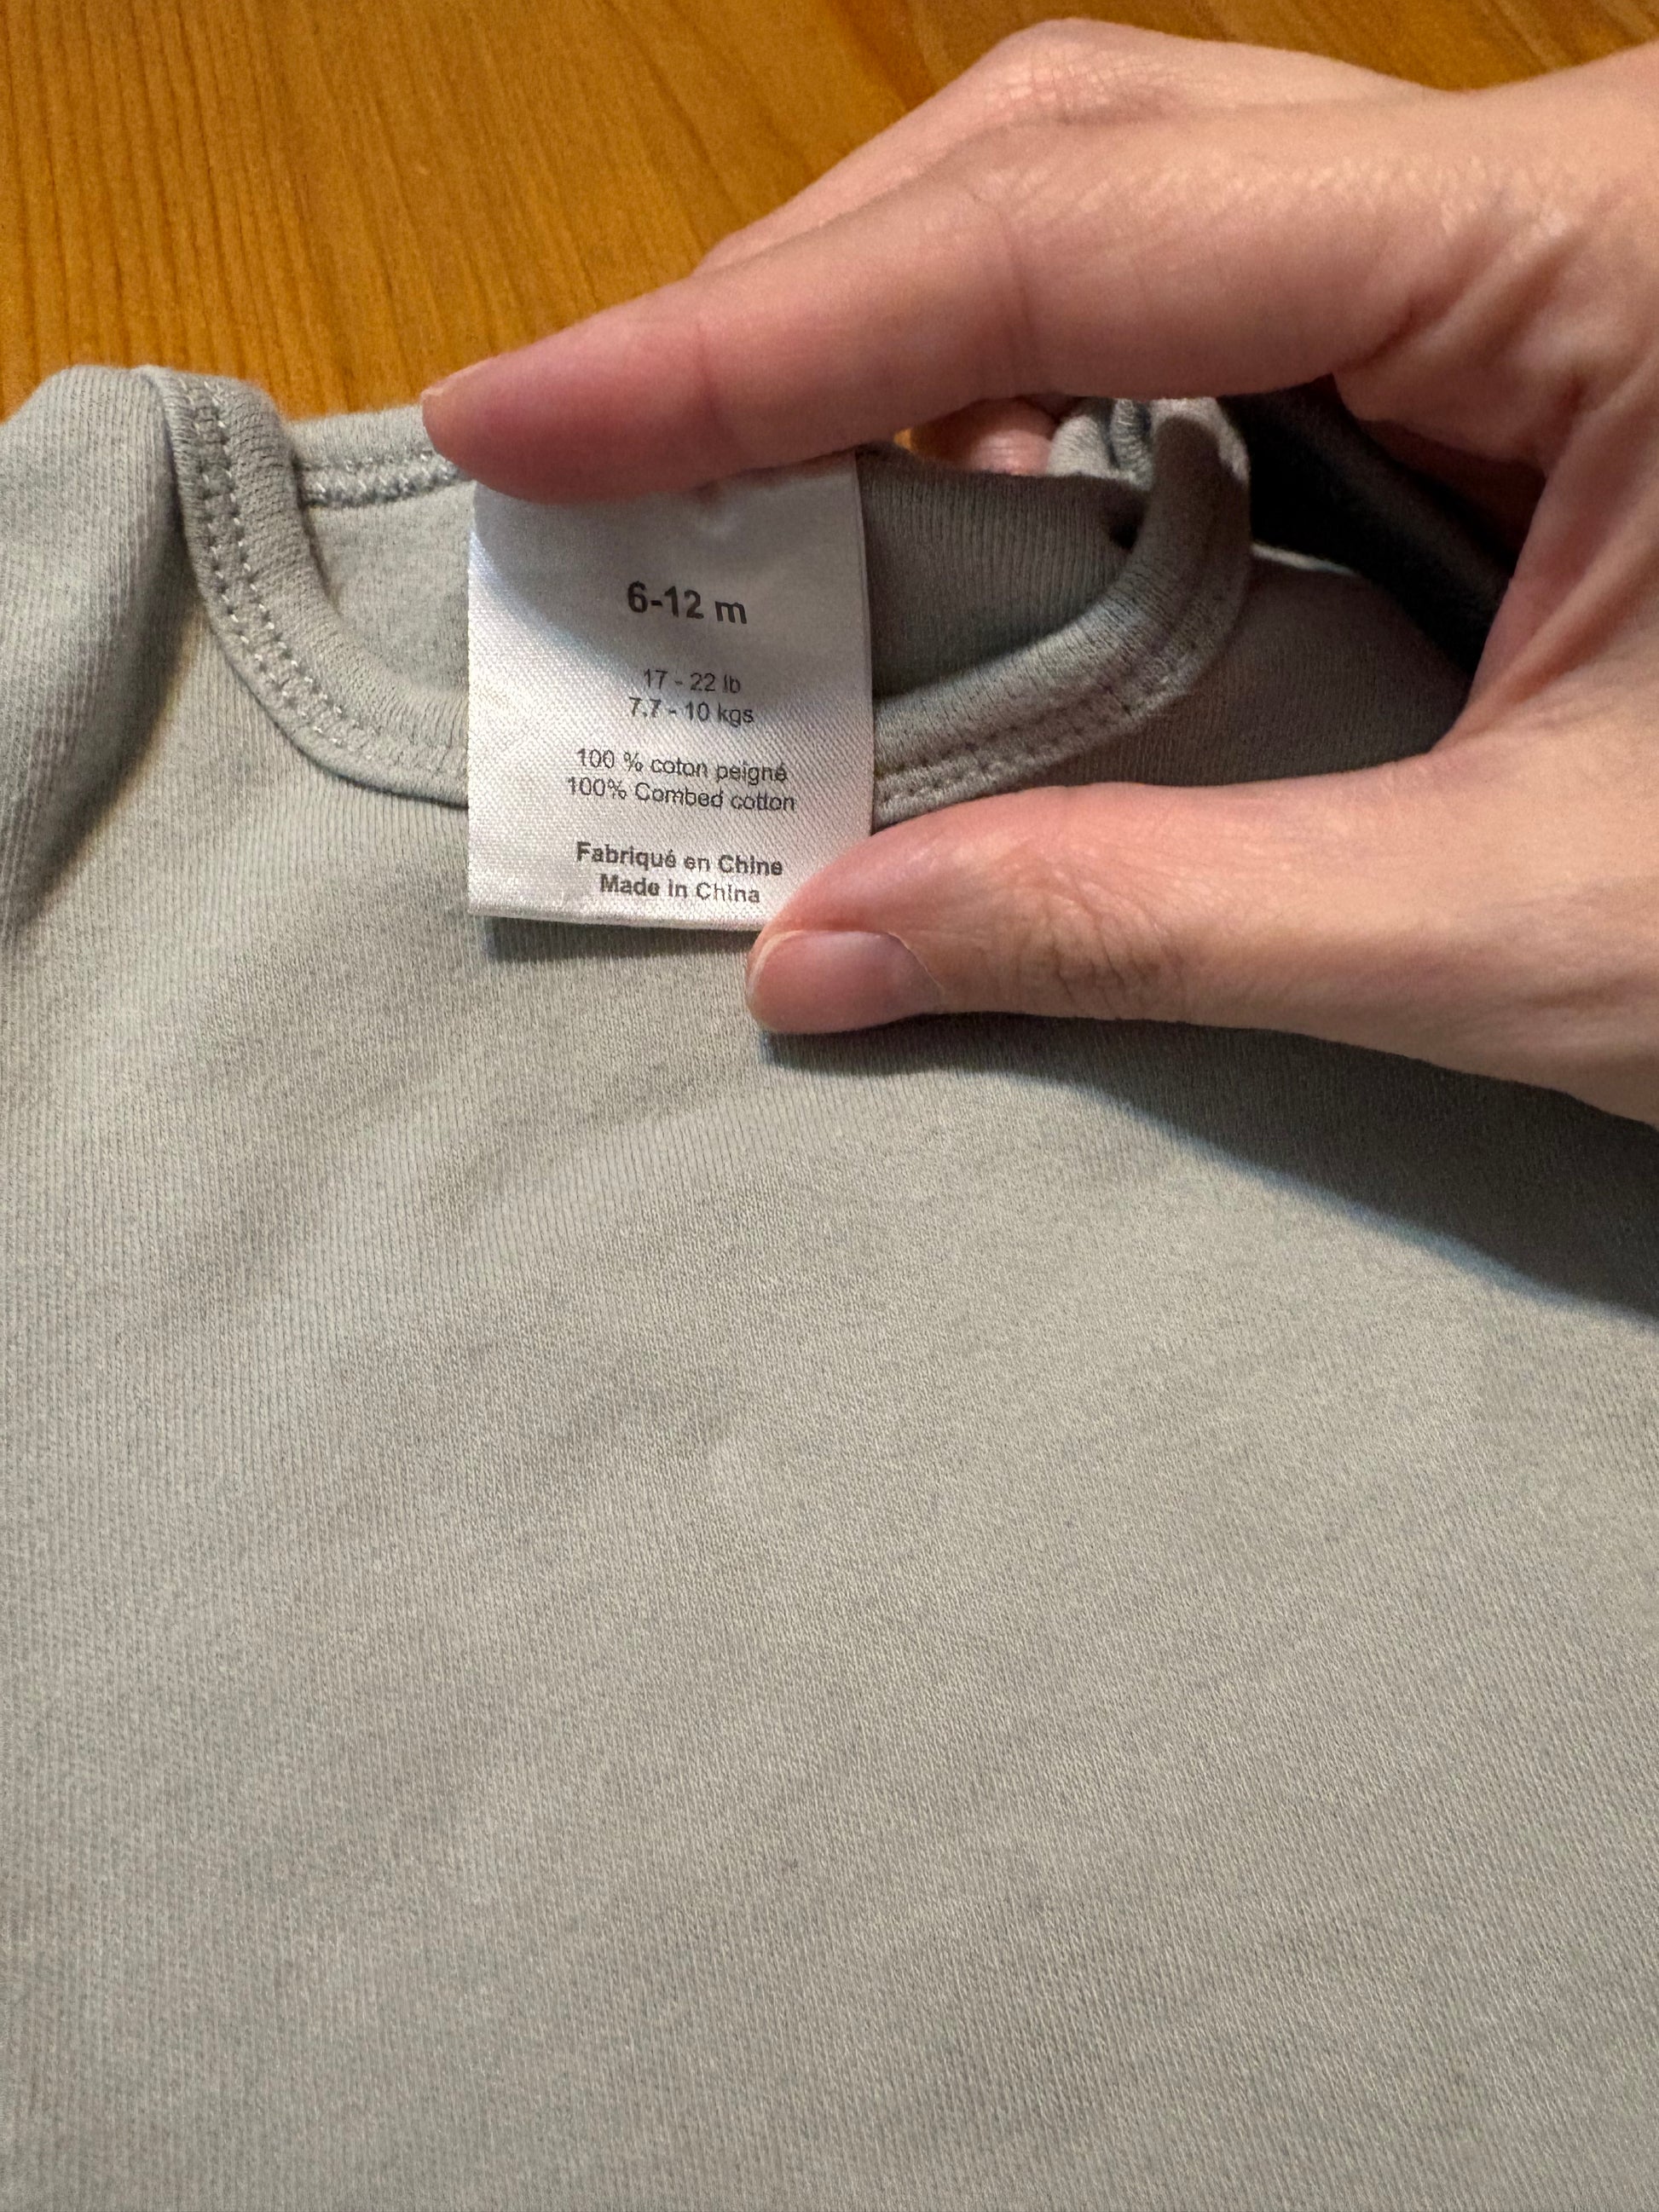 6-12 m
17 - 22 lb
7.7 - 10 kgs
100 % coton peigné
100% Combed cotton
Fabriqué en Chine
Made in China